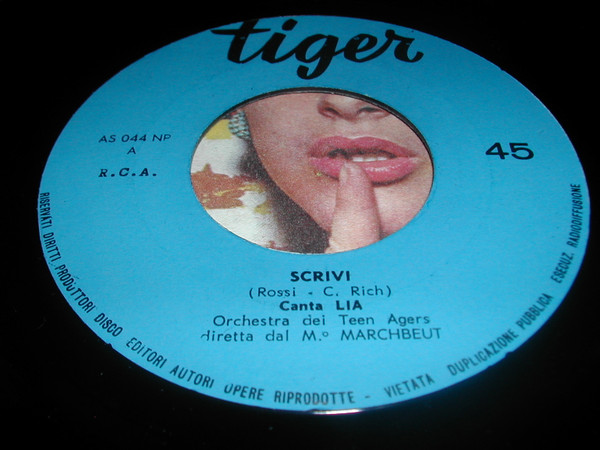 tiger
AS 044 NP
A
R.C.A.
45
SCRIVI
(Rossi - C. Rich)
Canta LIA
Orchestra dei Teen Agers
diretta dal M.º MARCHBEUT
RISERVATI DIRITTI PRODUTTORI DISCO EDITORI AUTORI OPERE RIPRODOTTE - VIETATA DUPLICAZIONE PUBBLICA ESEDUZ. RADIODIFFUSIONE